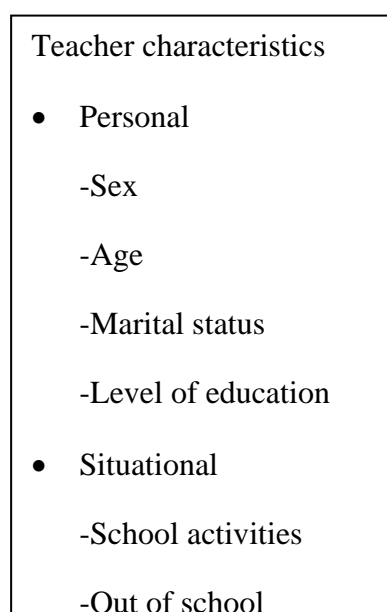 Teacher characteristics
• Personal
-Sex
-Age
-Marital status
-Level of education
• Situational
-School activities
-Out of school